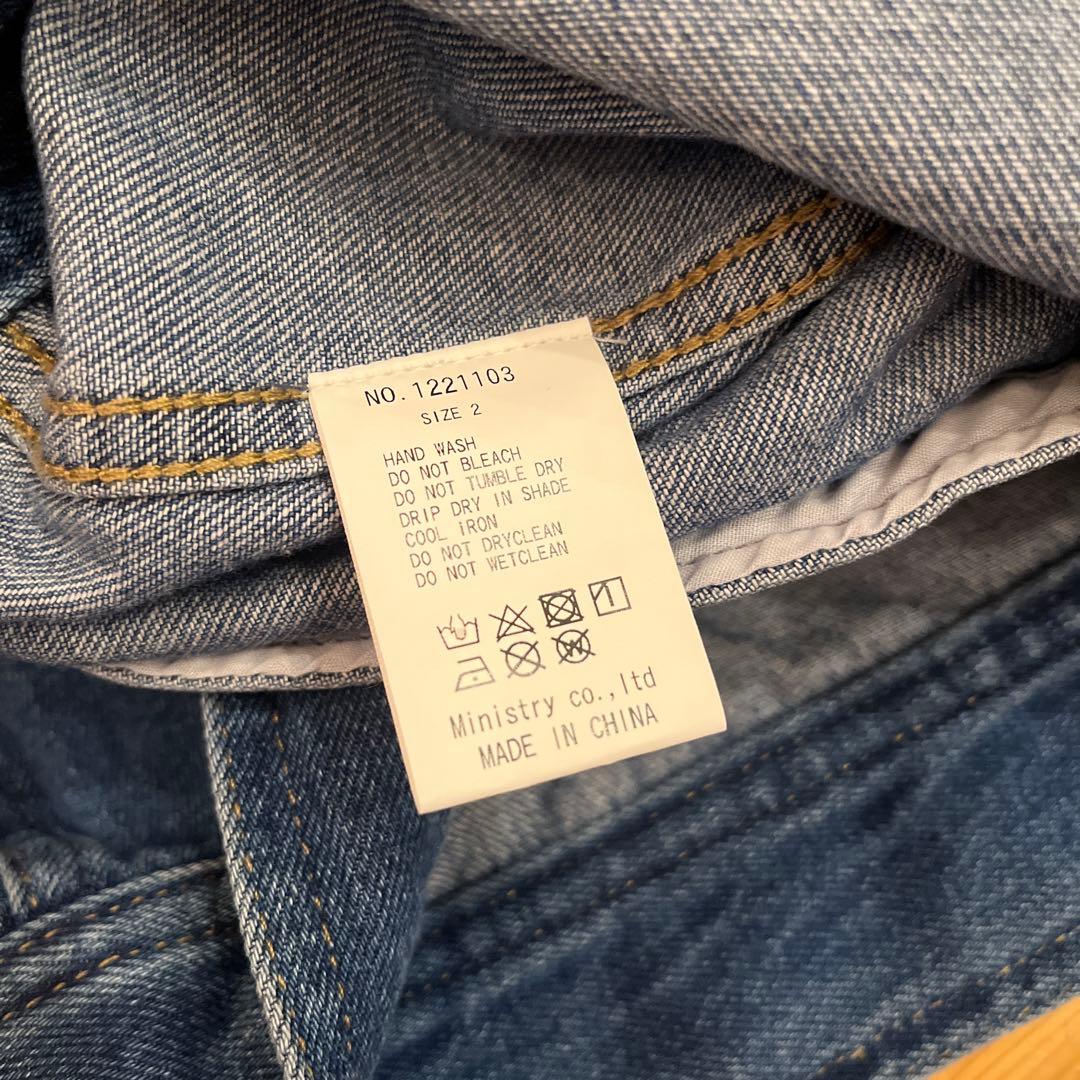 NO.1221103
SIZE 2
HAND WASH
DO NOT BLEACH
DO NOT TUMBLE DRY
DRIP DRY IN SHADE
COOL iRON
DO NOT DRYCLEAN
DO NOT WETCLEAN
Ministry co.,ltd
MADE IN CHINA